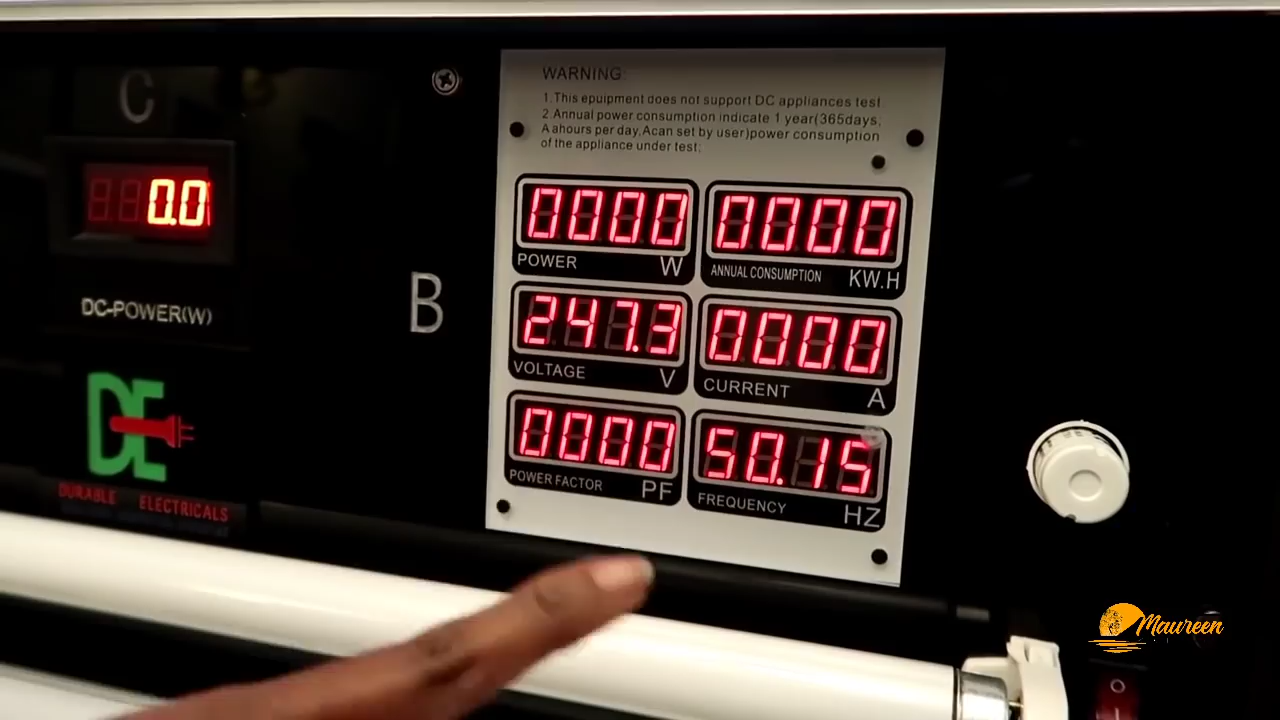 C
0.0
DC-POWER(W)
DE
DURABLE ELECTRICALS
B
WARNING:
1.This epuipment does not support DC appliances test
2.Annual power consumption indicate 1 year(365days,
A ahours per day,Acan set by user)power consumption
of the appliance under test;
0000
POWER W
0000
ANNUAL CONSUMPTION KW.H
247.3
VOLTAGE V
0000
CURRENT A
0000
POWER FACTOR PF
50.15
FREQUENCY HZ
Maureen